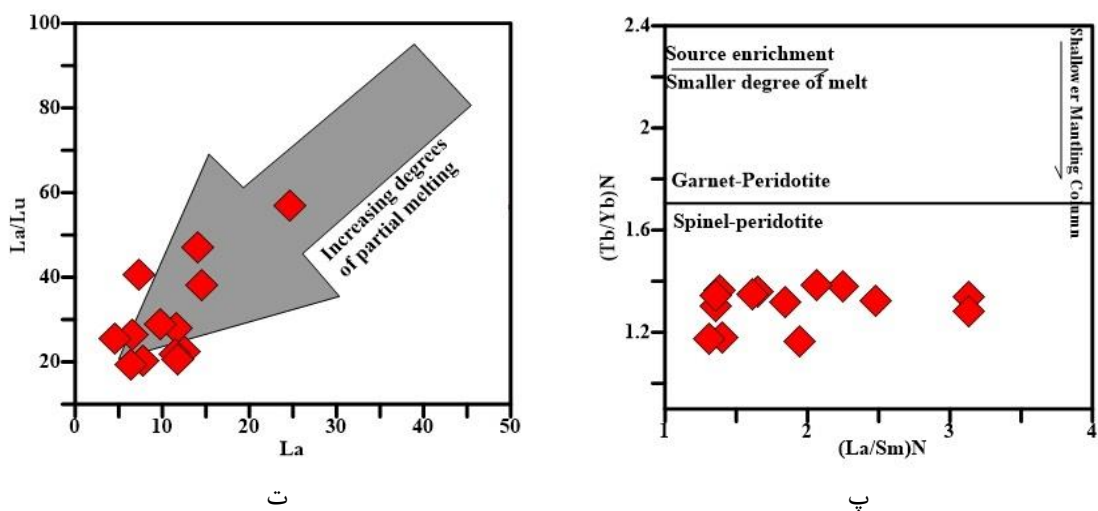 100
80
60
40
20
La/Lu
0
10
20
30
40
50
La
Increasing degrees
of partial melting
ت
2.4
2
1.6
1.2
(Tb/Yb)N
Source enrichment
Smaller degree of melt
Shallower Mantling Column
Garnet-Peridotite
Spinel-peridotite
1
2
3
4
(La/Sm)N
پ